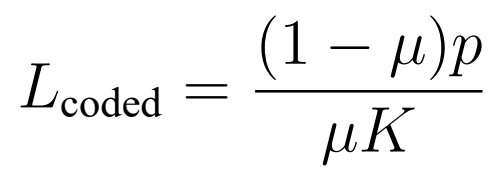 L_coded = (1 − μ)p / μK